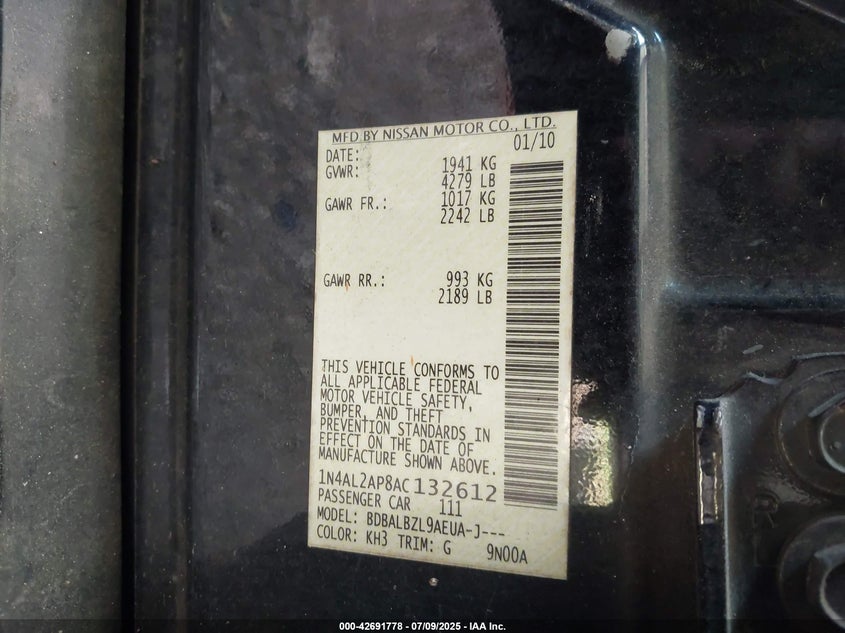 MFD BY NISSAN MOTOR CO., LTD.
DATE: 01/10
GVWR: 1941 KG
4279 LB
GAWR FR.: 1017 KG
2242 LB
GAWR RR.: 993 KG
2189 LB
THIS VEHICLE CONFORMS TO
ALL APPLICABLE FEDERAL
MOTOR VEHICLE SAFETY,
BUMPER, AND THEFT
PREVENTION STANDARDS IN
EFFECT ON THE DATE OF
MANUFACTURE SHOWN ABOVE.
1N4AL2AP8AC132612
PASSENGER CAR 111
MODEL: BDBALBZL9AEUA-J---
COLOR: KH3 TRIM: G 9N00A
000-42691778 - 07/09/2025 - IAA Inc.